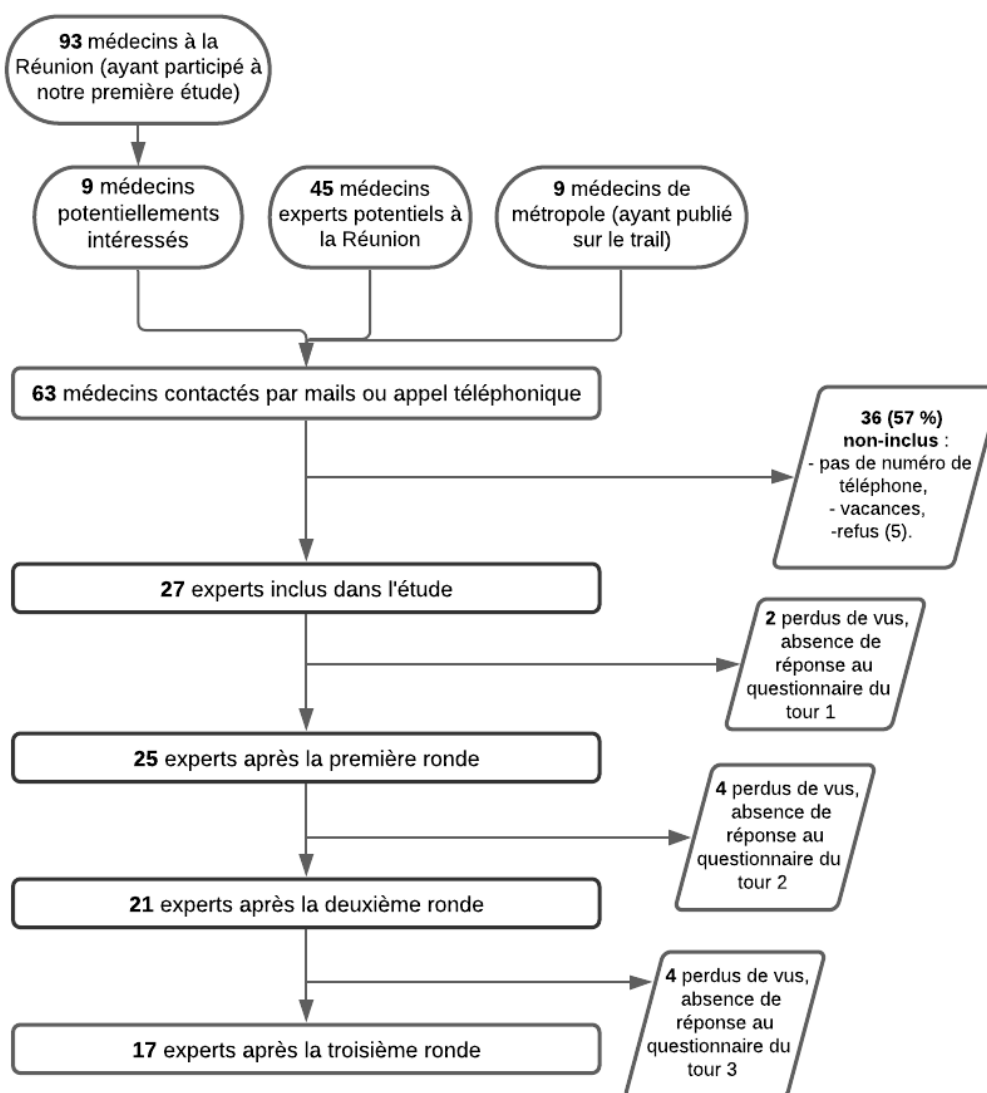 93 médecins à la
Réunion (ayant participé à
notre première étude)
9 médecins
potentiellements
intéressés
45 médecins
experts potentiels à
la Réunion
9 médecins de
métropole (ayant publié
sur le trail)
63 médecins contactés par mails ou appel téléphonique
36 (57 %)
non-inclus :
- pas de numéro de
téléphone,
- vacances,
-refus (5).
27 experts inclus dans l'étude
2 perdus de vus,
absence de
réponse au
questionnaire du
tour 1
25 experts après la première ronde
4 perdus de vus,
absence de
réponse au
questionnaire du
tour 2
21 experts après la deuxième ronde
4 perdus de vus,
absence de
réponse au
questionnaire du
tour 3
17 experts après la troisième ronde